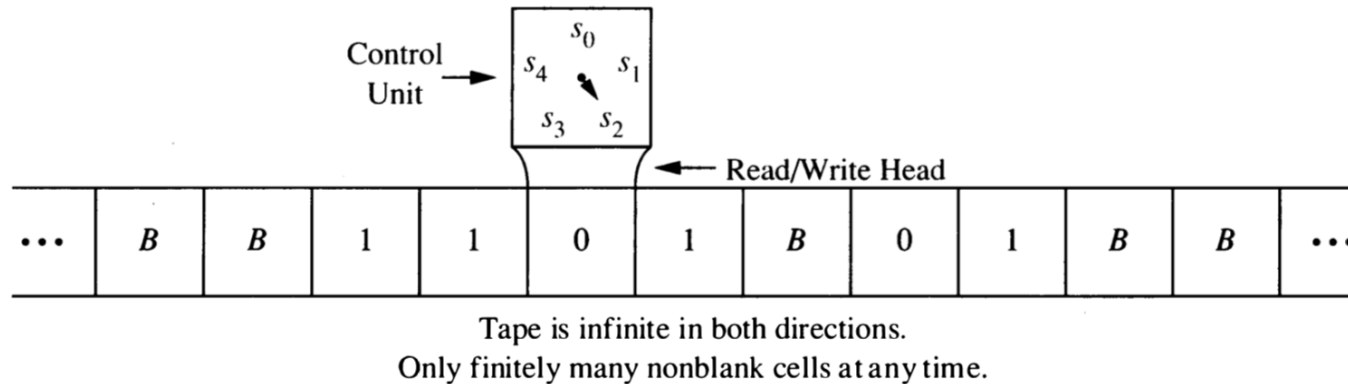 Control
Unit
s₀
s₄ s₁
s₃ s₂
Read/Write Head
••• B B 1 1 0 1 B 0 1 B B •••
Tape is infinite in both directions.
Only finitely many nonblank cells at any time.